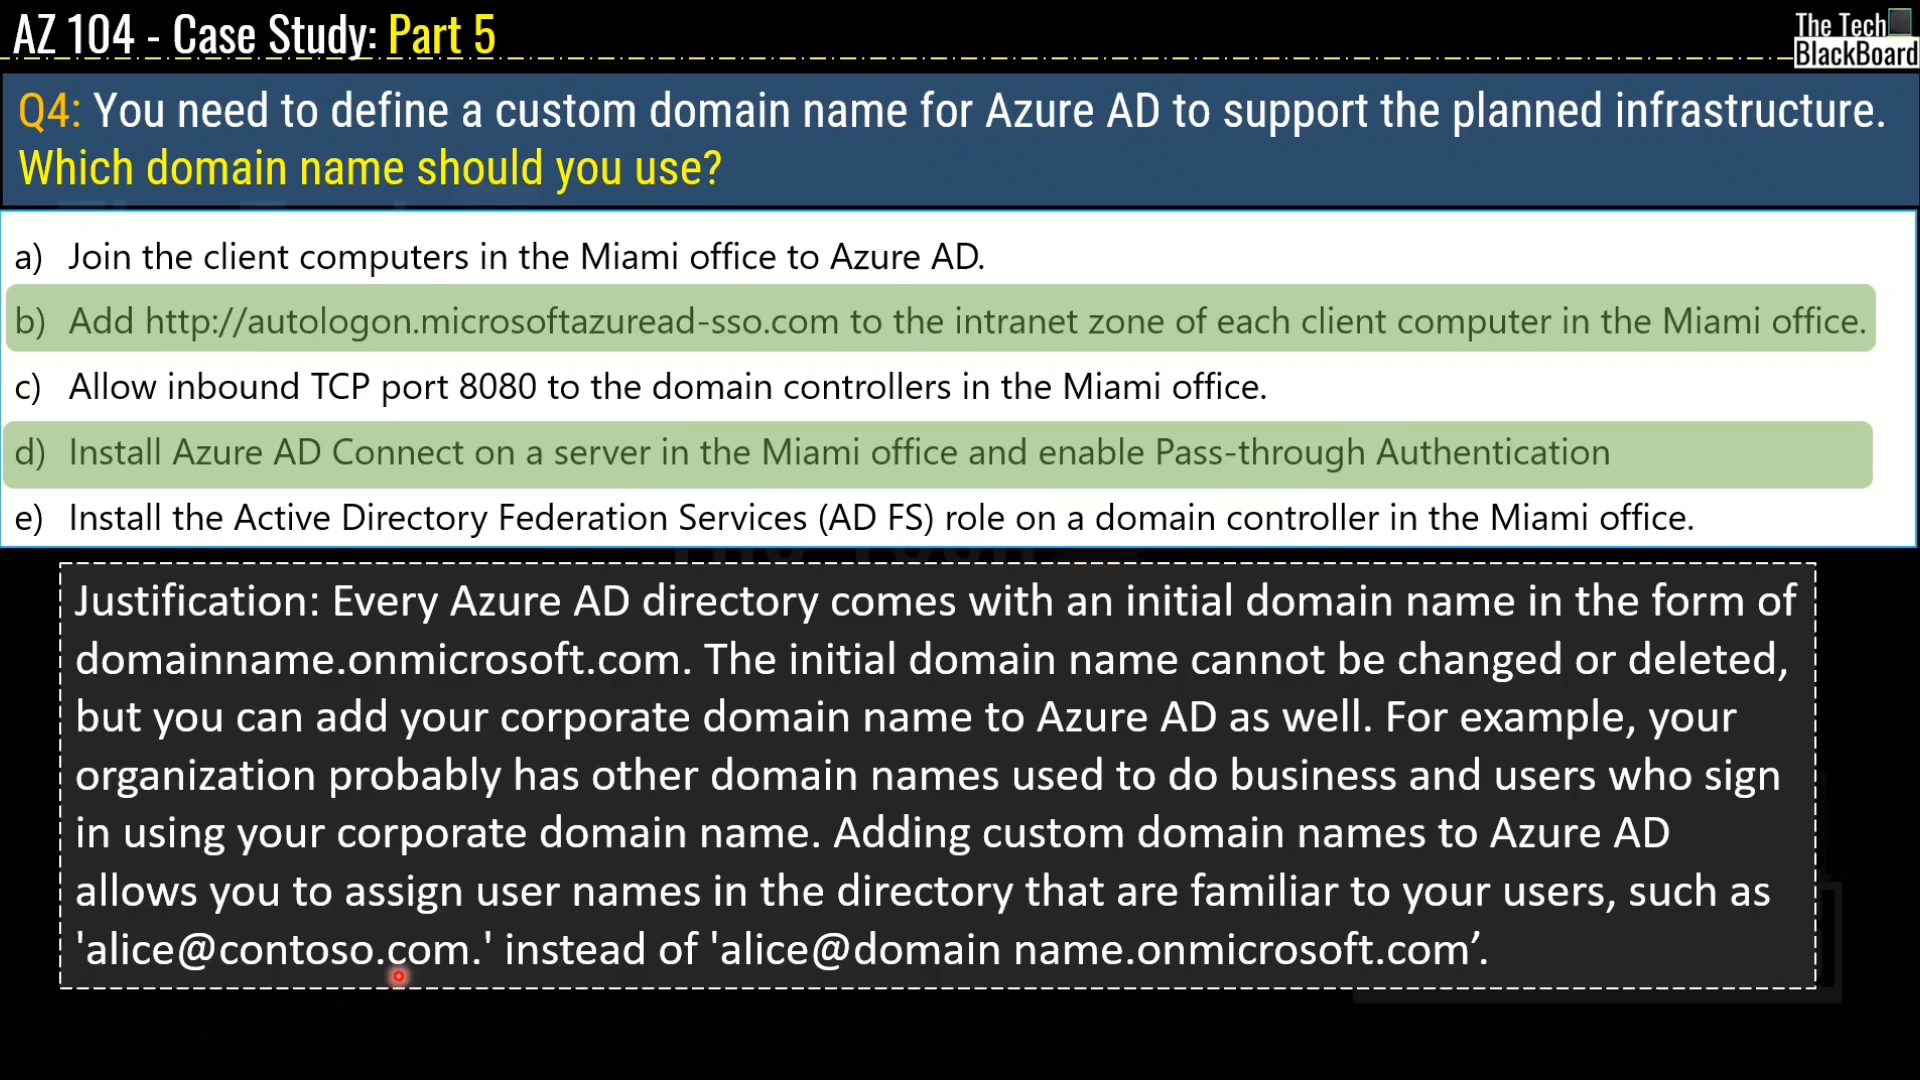 AZ 104 - Case Study: Part 5
The Tech
BlackBoard
Q4: You need to define a custom domain name for Azure AD to support the planned infrastructure.
Which domain name should you use?
a) Join the client computers in the Miami office to Azure AD.
b) Add http://autologon.microsoftazuread-sso.com to the intranet zone of each client computer in the Miami office.
c) Allow inbound TCP port 8080 to the domain controllers in the Miami office.
d) Install Azure AD Connect on a server in the Miami office and enable Pass-through Authentication
e) Install the Active Directory Federation Services (AD FS) role on a domain controller in the Miami office.
Justification: Every Azure AD directory comes with an initial domain name in the form of
domainname.onmicrosoft.com. The initial domain name cannot be changed or deleted,
but you can add your corporate domain name to Azure AD as well. For example, your
organization probably has other domain names used to do business and users who sign
in using your corporate domain name. Adding custom domain names to Azure AD
allows you to assign user names in the directory that are familiar to your users, such as
'alice@contoso.com.' instead of 'alice@domain name.onmicrosoft.com’.